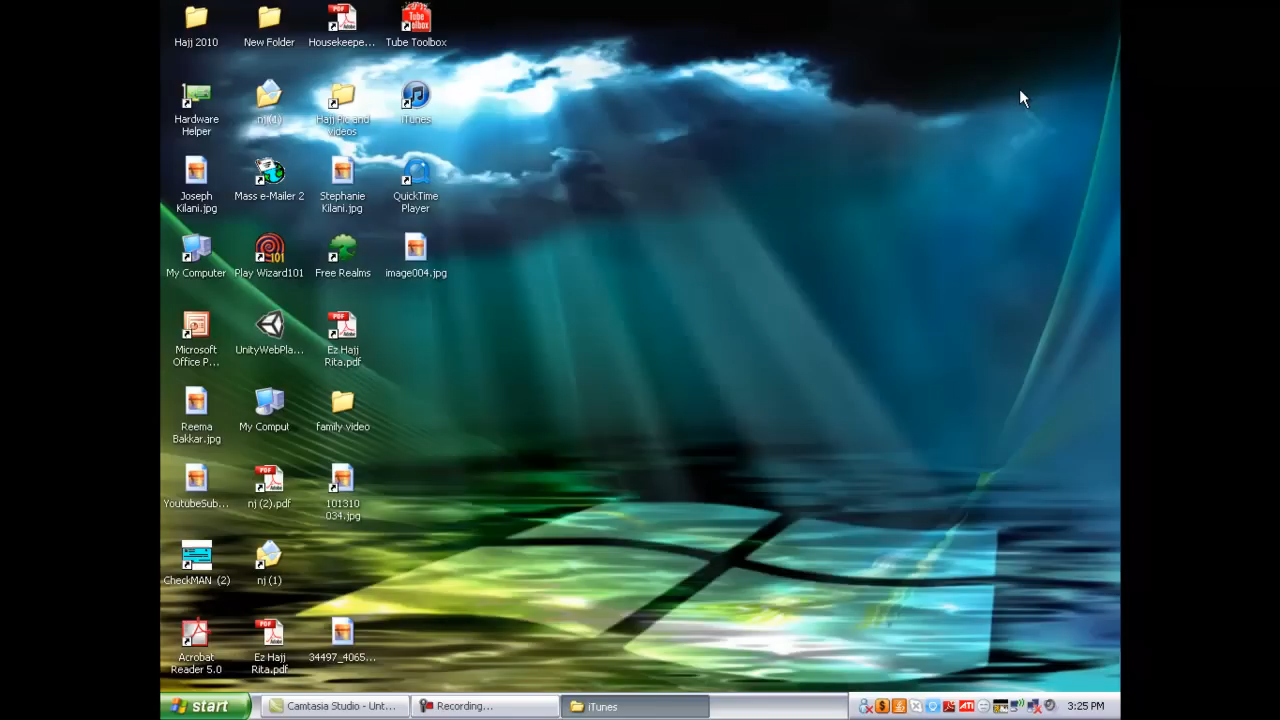 Hajj 2010
New Folder
Housekeepe...
Tube Toolbox
Hardware
Helper
nj (1)
Hajj Pic and
videos
iTunes
Joseph
Kilani.jpg
Mass e-Mailer 2
Stephanie
Kilani.jpg
QuickTime
Player
My Computer
Play Wizard101
Free Realms
image004.jpg
Microsoft
Office P...
UnityWebPla...
Ez Hajj
Rita.pdf
Reema
Bakkar.jpg
My Comput
family video
YoutubeSub...
nj (2).pdf
101310
034.jpg
CheckMAN (2)
nj (1)
Acrobat
Reader 5.0
Ez Hajj
Rita.pdf
34497_4065...
start
Camtasia Studio - Unt...
Recording...
iTunes
3:25 PM